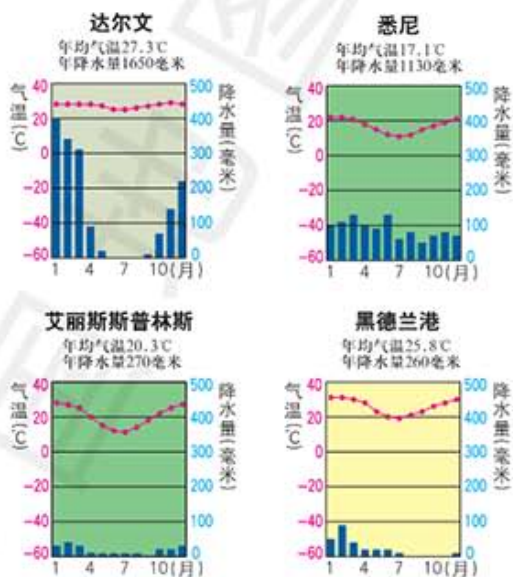 达尔文
年均气温27.3℃
年降水量1650毫米
气温(℃)
降水量(毫米)
40
20
0
-20
-40
-60
500
400
300
200
100
0
1 4 7 10(月)
悉尼
年均气温17.1℃
年降水量1130毫米
气温(℃)
降水量(毫米)
40
20
0
-20
-40
-60
500
400
300
200
100
0
1 4 7 10(月)
艾丽斯斯普林斯
年均气温20.3℃
年降水量270毫米
气温(℃)
降水量(毫米)
40
20
0
-20
-40
-60
500
400
300
200
100
0
1 4 7 10(月)
黑德兰港
年均气温25.8℃
年降水量260毫米
气温(℃)
降水量(毫米)
40
20
0
-20
-40
-60
500
400
300
200
100
0
1 4 7 10(月)